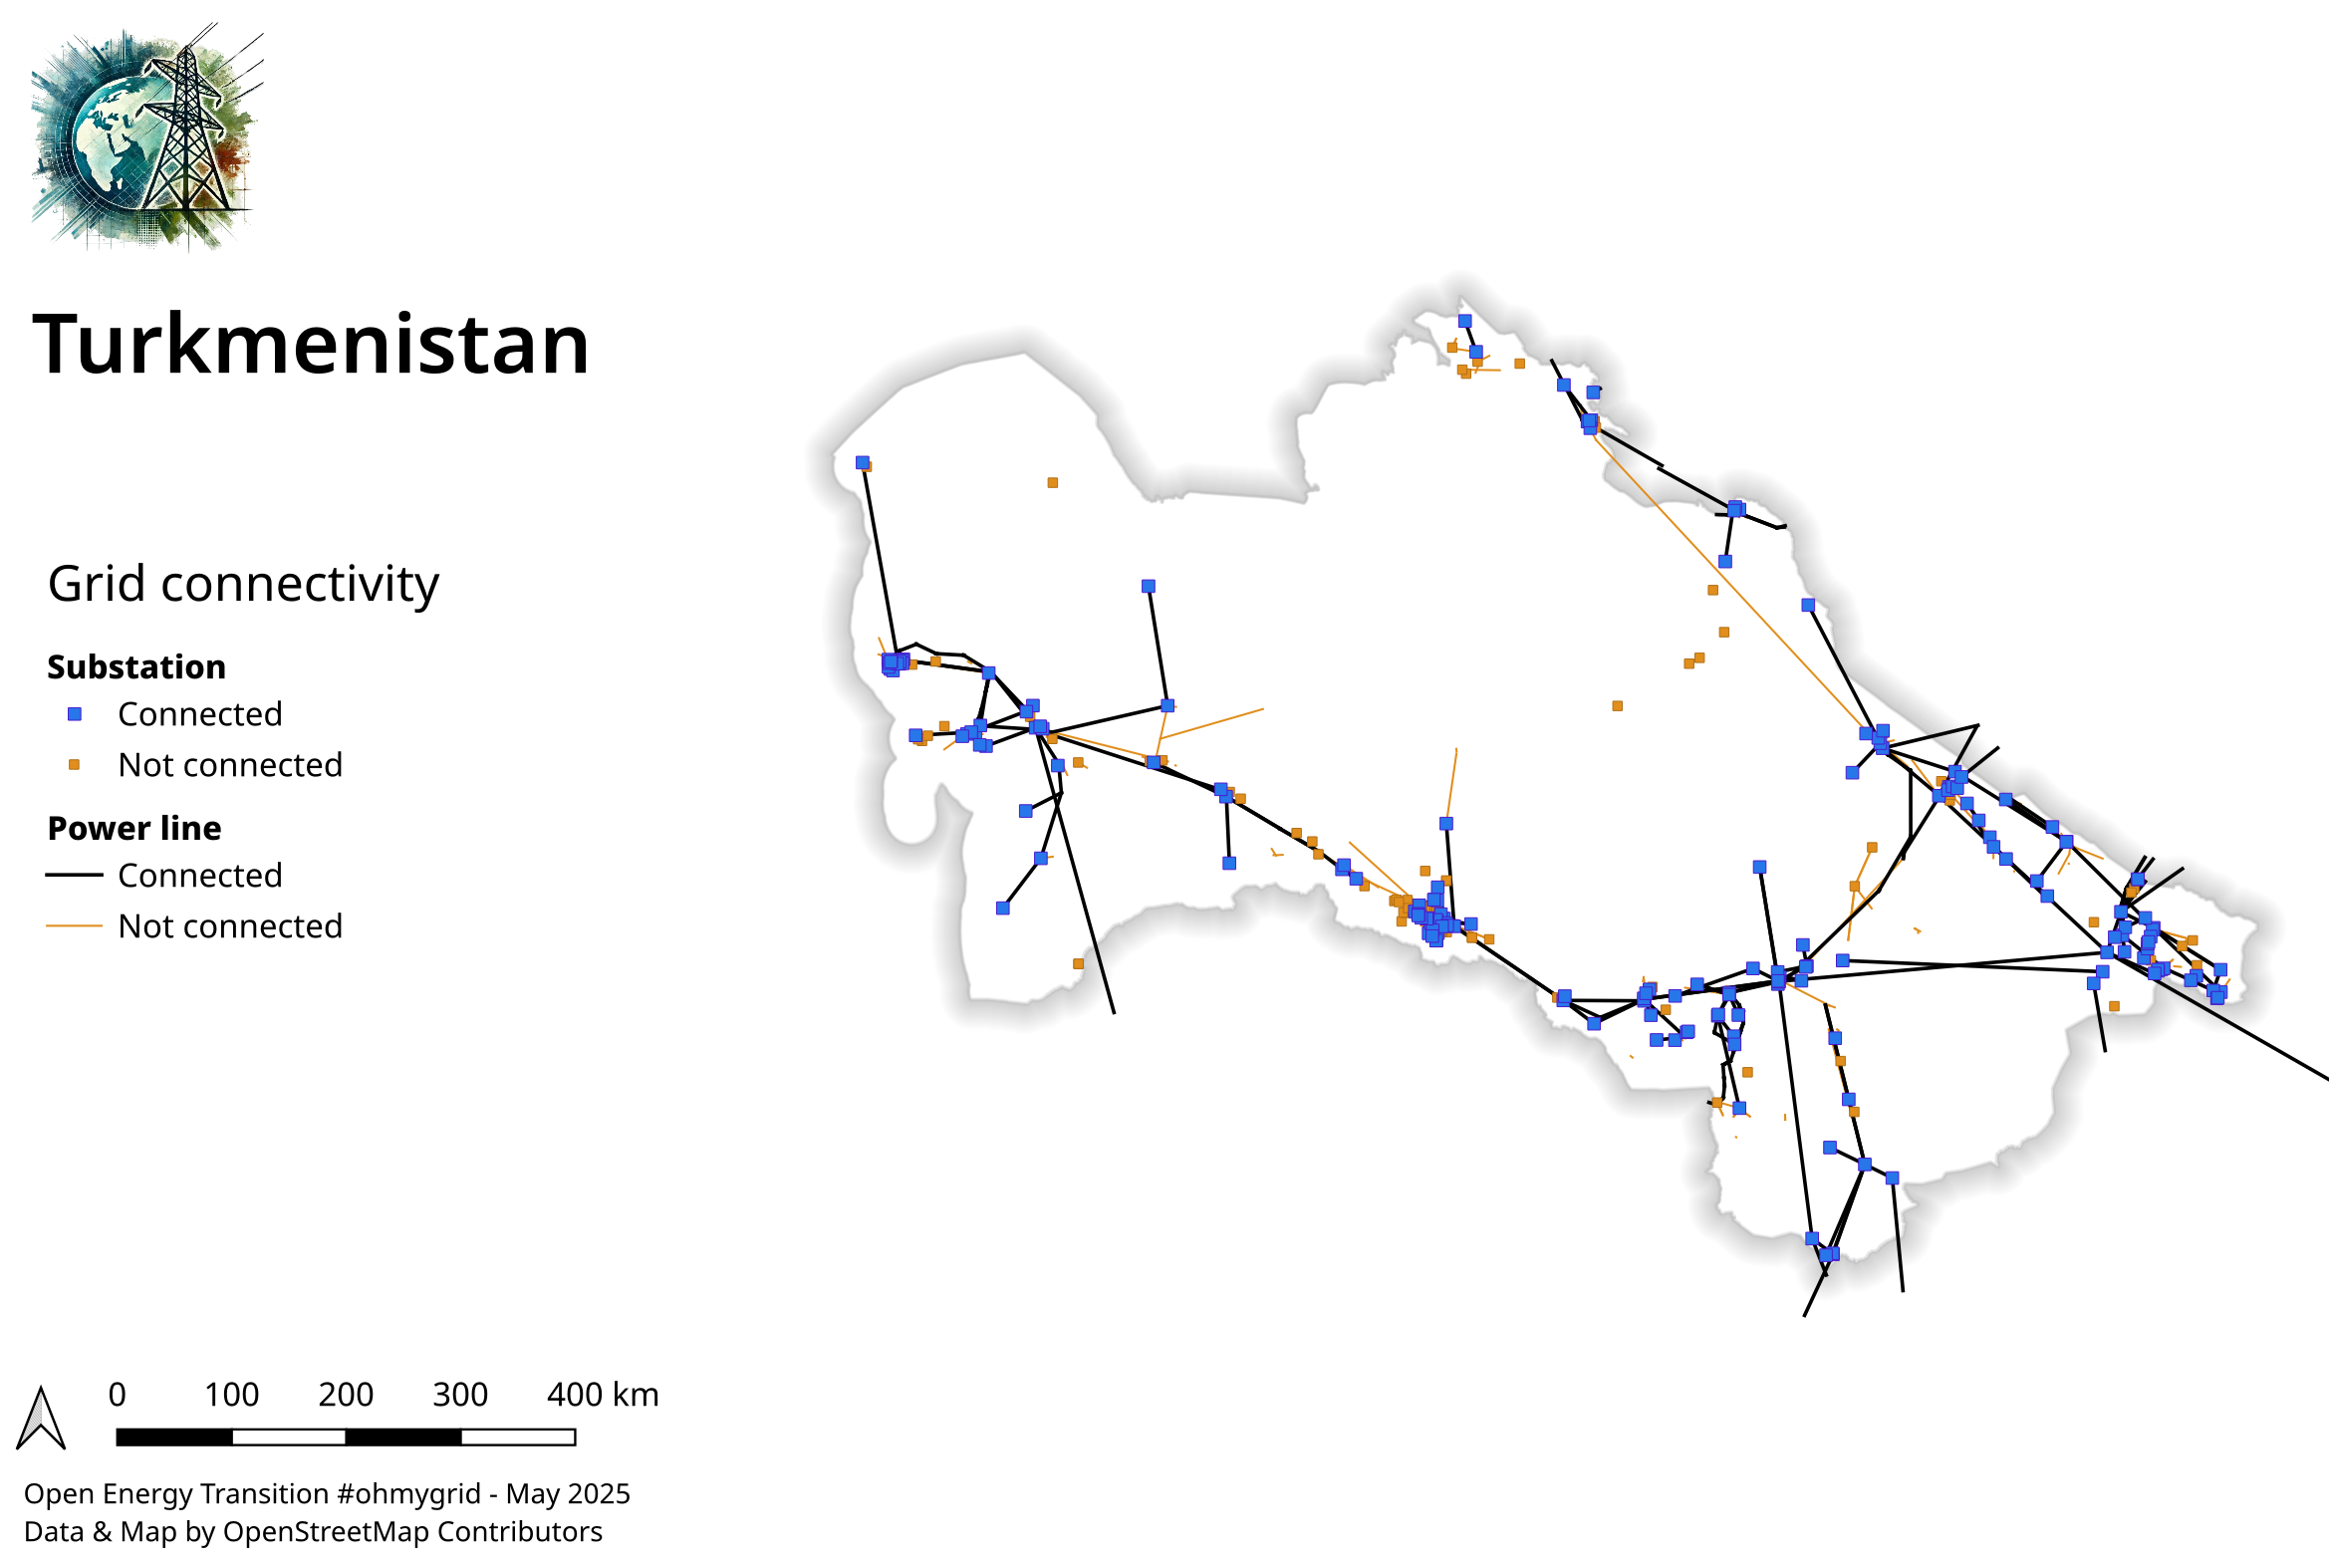 Turkmenistan
Grid connectivity
Substation
Connected
Not connected
Power line
Connected
Not connected
0 100 200 300 400 km
Open Energy Transition #ohmygrid - May 2025
Data & Map by OpenStreetMap Contributors